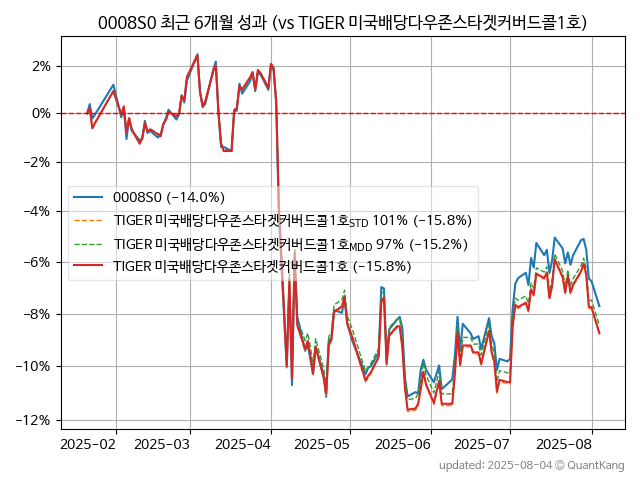 0008S0 최근 6개월 성과 (vs TIGER 미국배당다우존스타겟커버드콜1호)
2%
0%
−2%
−4%
−6%
−8%
−10%
−12%
0008S0 (−14.0%)
TIGER 미국배당다우존스타겟커버드콜1호STD 101% (−15.8%)
TIGER 미국배당다우존스타겟커버드콜1호MDD 97% (−15.2%)
TIGER 미국배당다우존스타겟커버드콜1호 (−15.8%)
2025-02 2025-03 2025-04 2025-05 2025-06 2025-07 2025-08
updated: 2025-08-04 © QuantKang